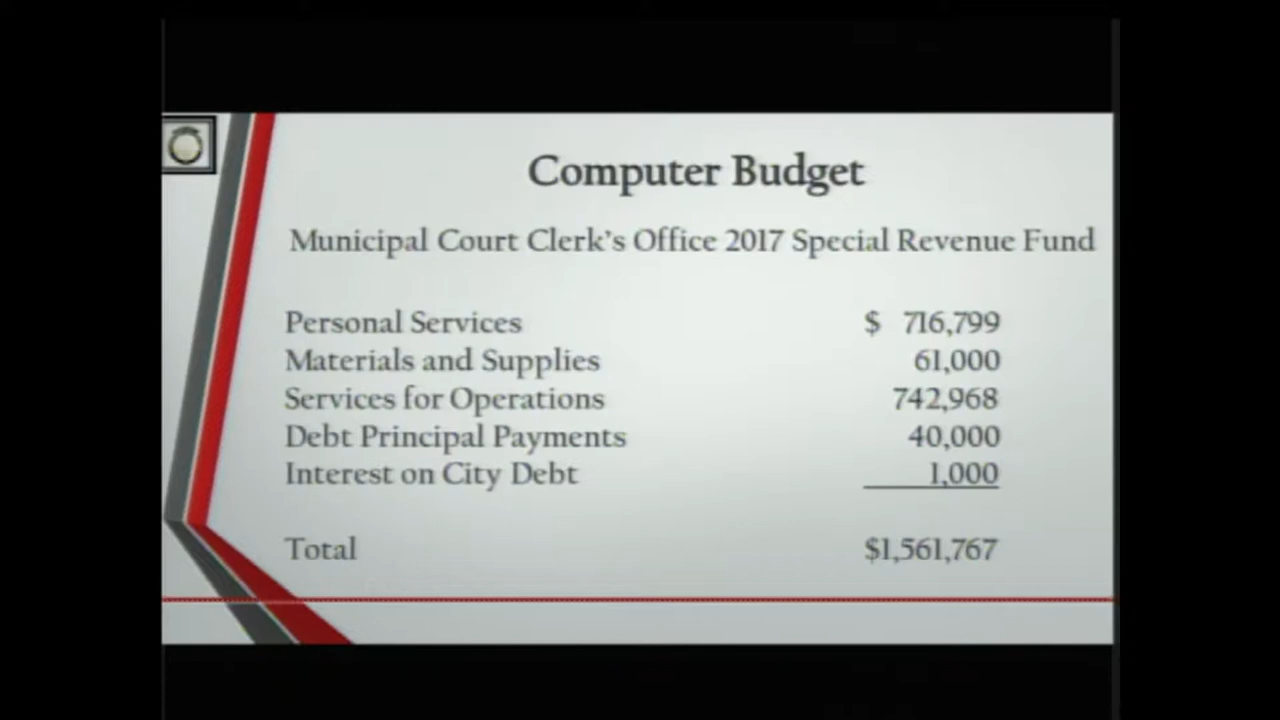 Computer Budget
Municipal Court Clerk's Office 2017 Special Revenue Fund
Personal Services $ 716,799
Materials and Supplies 61,000
Services for Operations 742,968
Debt Principal Payments 40,000
Interest on City Debt 1,000
Total $1,561,767